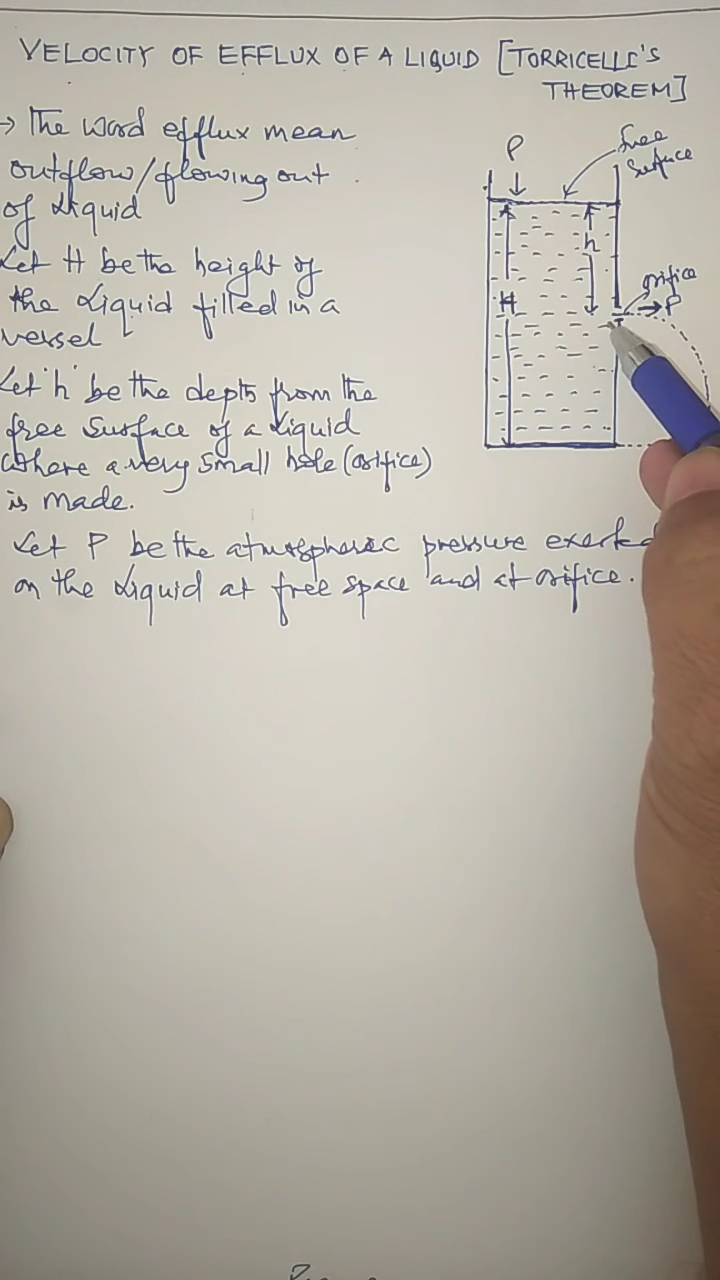 VELOCITY OF EFFLUX OF A LIQUID [TORRICELLI'S
THEOREM]
→ The word efflux mean
outflow/flowing out
of liquid
Let H be the height of
the liquid filled in a
vessel
Let 'h' be the depth from the
free surface of a liquid
where a very small hole (orifice)
is made.
Let P be the atmospheric pressure exerted
on the liquid at free space and at orifice.
P
free
surface
h
H
orifice
P